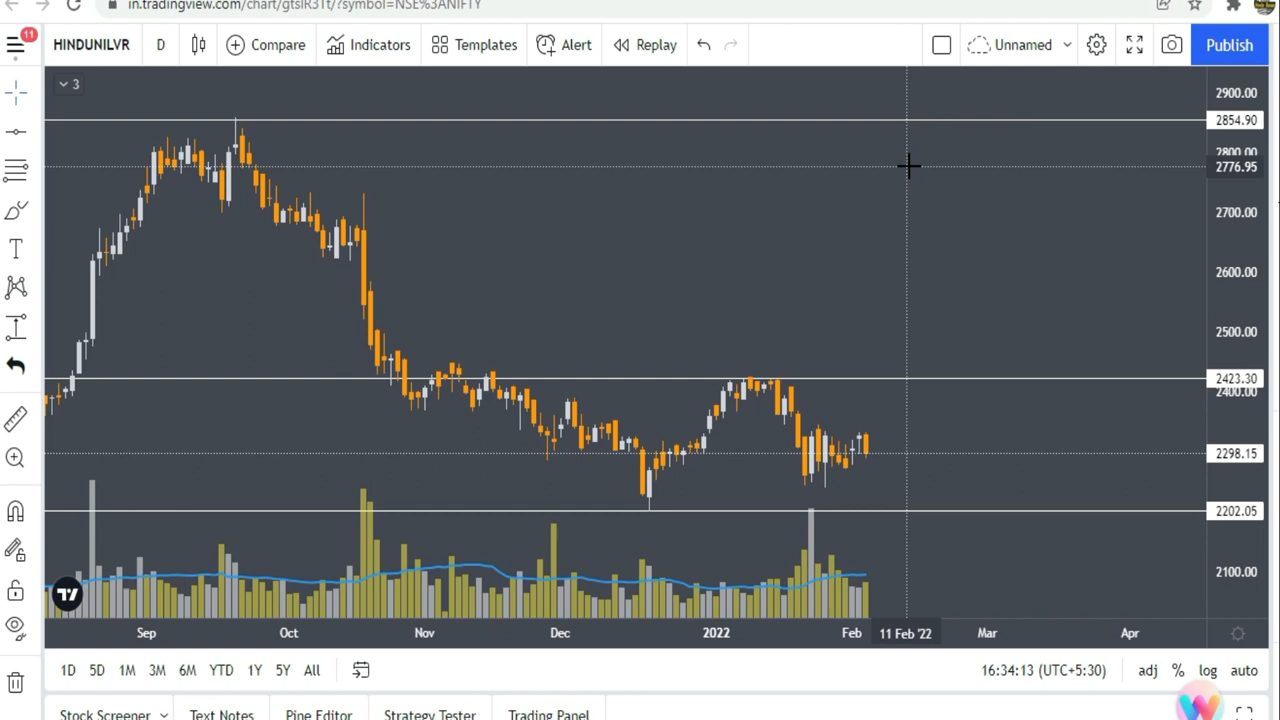 in.tradingview.com/chart/gtsIR3Tt/?symbol=NSE%3ANIFTY
11
HINDUNILVR D Compare Indicators Templates Alert Replay Unnamed Publish
3
2900.00
2854.90
2800.00
2776.95
2700.00
2600.00
2500.00
2423.30
2400.00
2298.15
2202.05
2100.00
Sep Oct Nov Dec 2022 Feb 11 Feb '22 Mar Apr
1D 5D 1M 3M 6M YTD 1Y 5Y All 16:34:13 (UTC+5:30) adj % log auto
Stock Screener Text Notes Pine Editor Strategy Tester Trading Panel